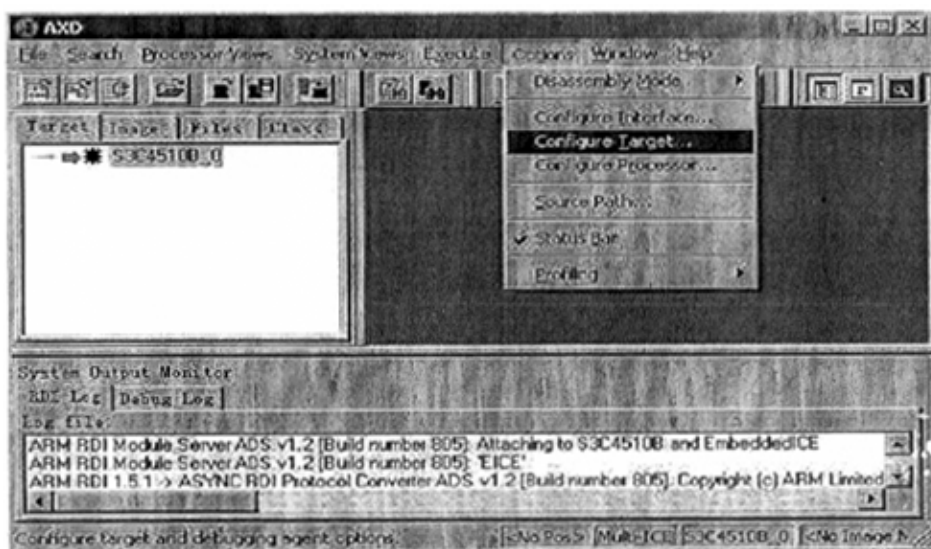 AXD
File Search Processor Views System Views Execute Options Window Help
Disassembly Mode
Configure Interface...
Configure Target...
Configure Processor...
Source Path...
Status Bar
Profiling
Target Image Files Class
S3C4510B_0
System Output Monitor
RDI Log Debug Log
Log file:
ARM RDI Module Server ADS v1.2 [Build number 805]: Attaching to S3C4510B and EmbeddedICE
ARM RDI Module Server ADS v1.2 [Build number 805]: 'EICE'
ARM RDI 1.5.1 -> ASYNC RDI Protocol Converter ADS v1.2 [Build number 805]. Copyright (c) ARM Limited
Configure target and debugging agent options. <No Pos> Multi-ICE S3C4510B_0 <No Image N